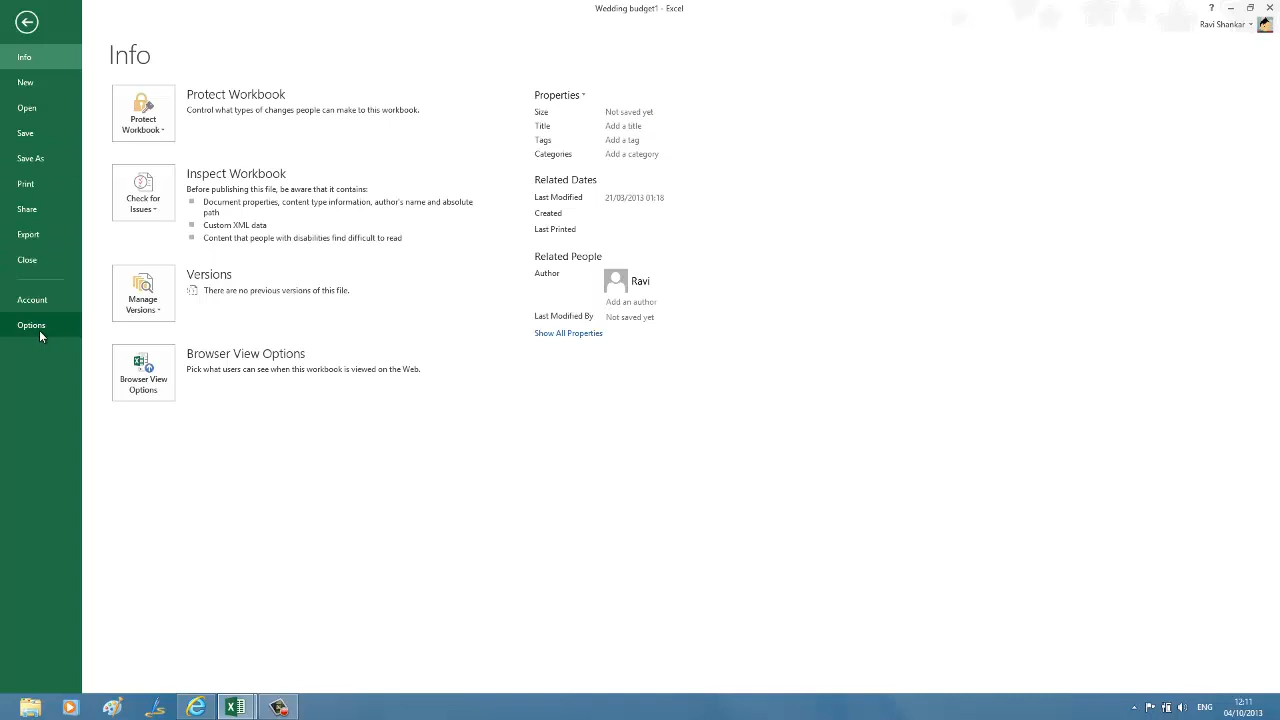 Wedding budget1 - Excel
?
Ravi Shankar
Info
New
Open
Save
Save As
Print
Share
Export
Close
Account
Options
Info
Protect Workbook
Protect Workbook
Control what types of changes people can make to this workbook.
Check for Issues
Inspect Workbook
Before publishing this file, be aware that it contains:
Document properties, content type information, author's name and absolute
path
Custom XML data
Content that people with disabilities find difficult to read
Manage Versions
Versions
There are no previous versions of this file.
Browser View Options
Browser View Options
Pick what users can see when this workbook is viewed on the Web.
Properties
Size Not saved yet
Title Add a title
Tags Add a tag
Categories Add a category
Related Dates
Last Modified 21/03/2013 01:18
Created
Last Printed
Related People
Author Ravi
Add an author
Last Modified By Not saved yet
Show All Properties
ENG
12:11
04/10/2013